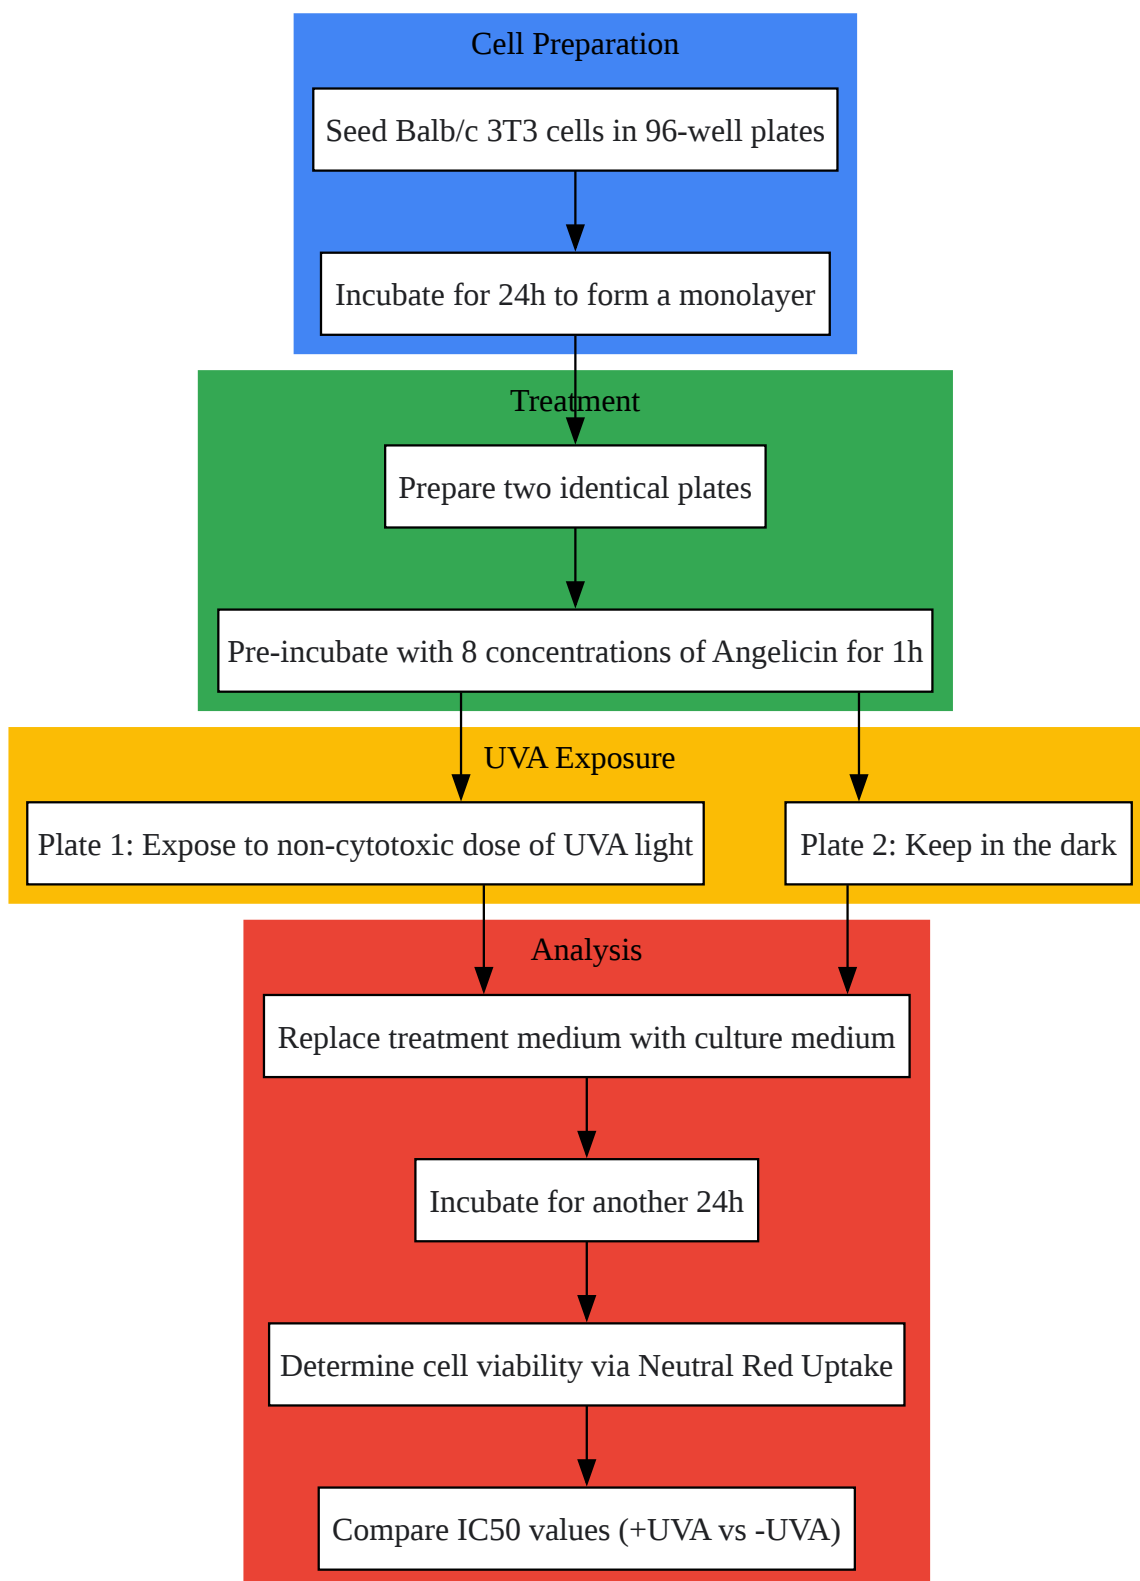 Cell Preparation
Seed Balb/c 3T3 cells in 96-well plates
Incubate for 24h to form a monolayer
Treatment
Prepare two identical plates
Pre-incubate with 8 concentrations of Angelicin for 1h
UVA Exposure
Plate 1: Expose to non-cytotoxic dose of UVA light
Plate 2: Keep in the dark
Analysis
Replace treatment medium with culture medium
Incubate for another 24h
Determine cell viability via Neutral Red Uptake
Compare IC50 values (+UVA vs -UVA)